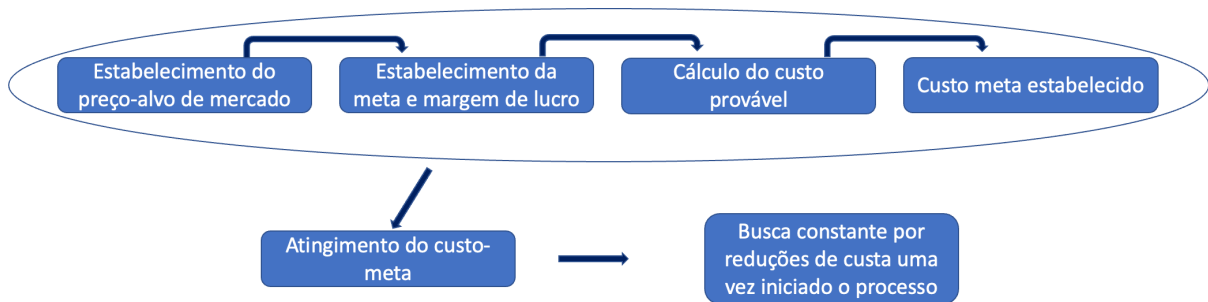 Estabelecimento do
preço-alvo de mercado
Estabelecimento da
meta e margem de lucro
Cálculo do custo
provável
Custo meta estabelecido
Atingimento do custo-
meta
Busca constante por
reduções de custa uma
vez iniciado o processo